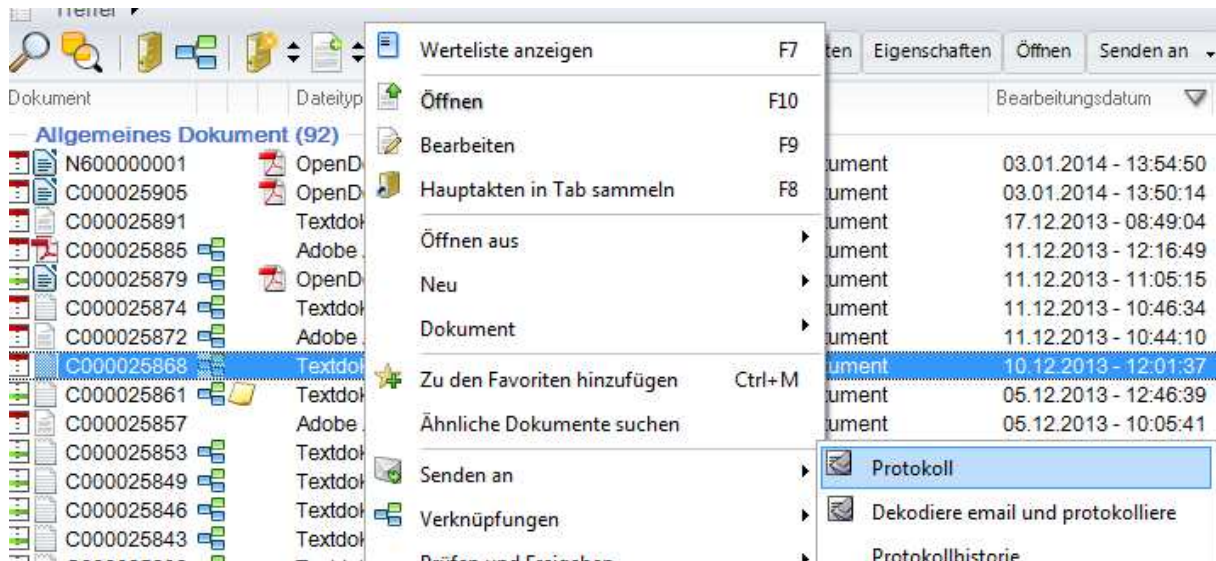 Treffer
Werteliste anzeigen F7
ten Eigenschaften Öffnen Senden an
Dokument Dateityp Bearbeitungsdatum
Öffnen F10
Allgemeines Dokument (92)
Bearbeiten F9
N600000001 OpenD ument 03.01.2014 - 13:54:50
C000025905 OpenD ument 03.01.2014 - 13:50:14
Hauptakten in Tab sammeln F8
C000025891 Textdok ument 17.12.2013 - 08:49:04
Öffnen aus
C000025885 Adobe ument 11.12.2013 - 12:16:49
C000025879 OpenD ument 11.12.2013 - 11:05:15
Neu
C000025874 Textdok ument 11.12.2013 - 10:46:34
Dokument
C000025872 Adobe ument 11.12.2013 - 10:44:10
C000025868 Textdok ument 10.12.2013 - 12:01:37
Zu den Favoriten hinzufügen Ctrl+M
C000025861 Textdok ument 05.12.2013 - 12:46:39
C000025857 Adobe ument 05.12.2013 - 10:05:41
Ähnliche Dokumente suchen
C000025853 Textdok
Senden an
Protokoll
C000025849 Textdok
C000025846 Textdok
Verknüpfungen
Dekodiere email und protokolliere
C000025843 Textdok
Prüfen und Freigeben
Protokollhistorie